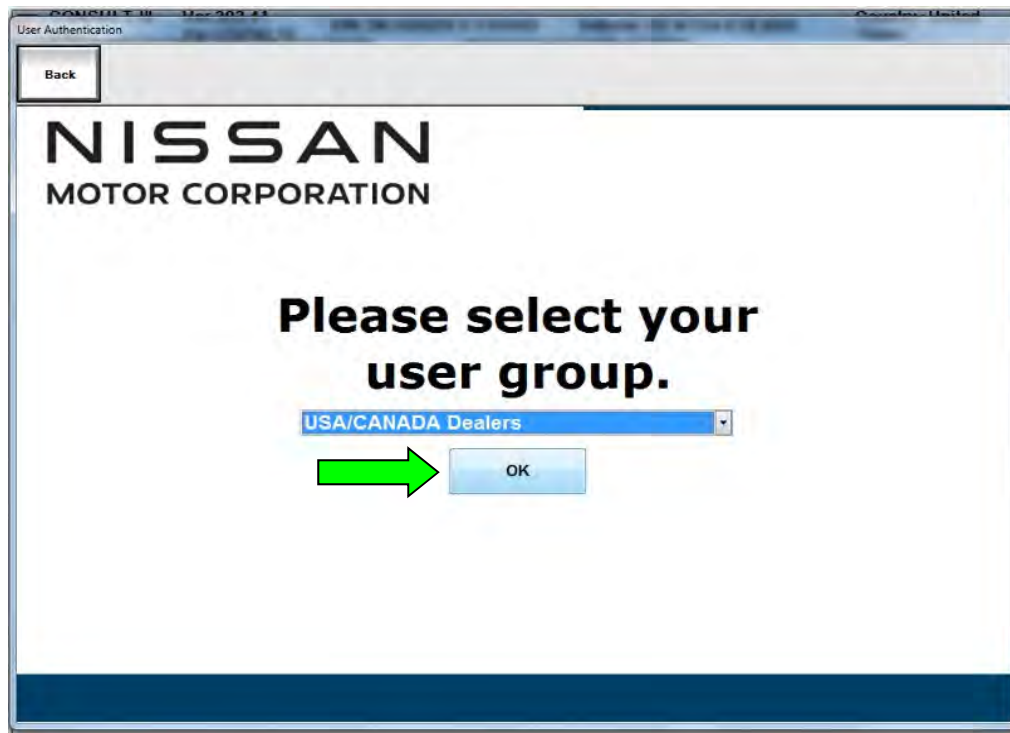 User Authentication
Back
NISSAN
MOTOR CORPORATION
Please select your
user group.
USA/CANADA Dealers
OK